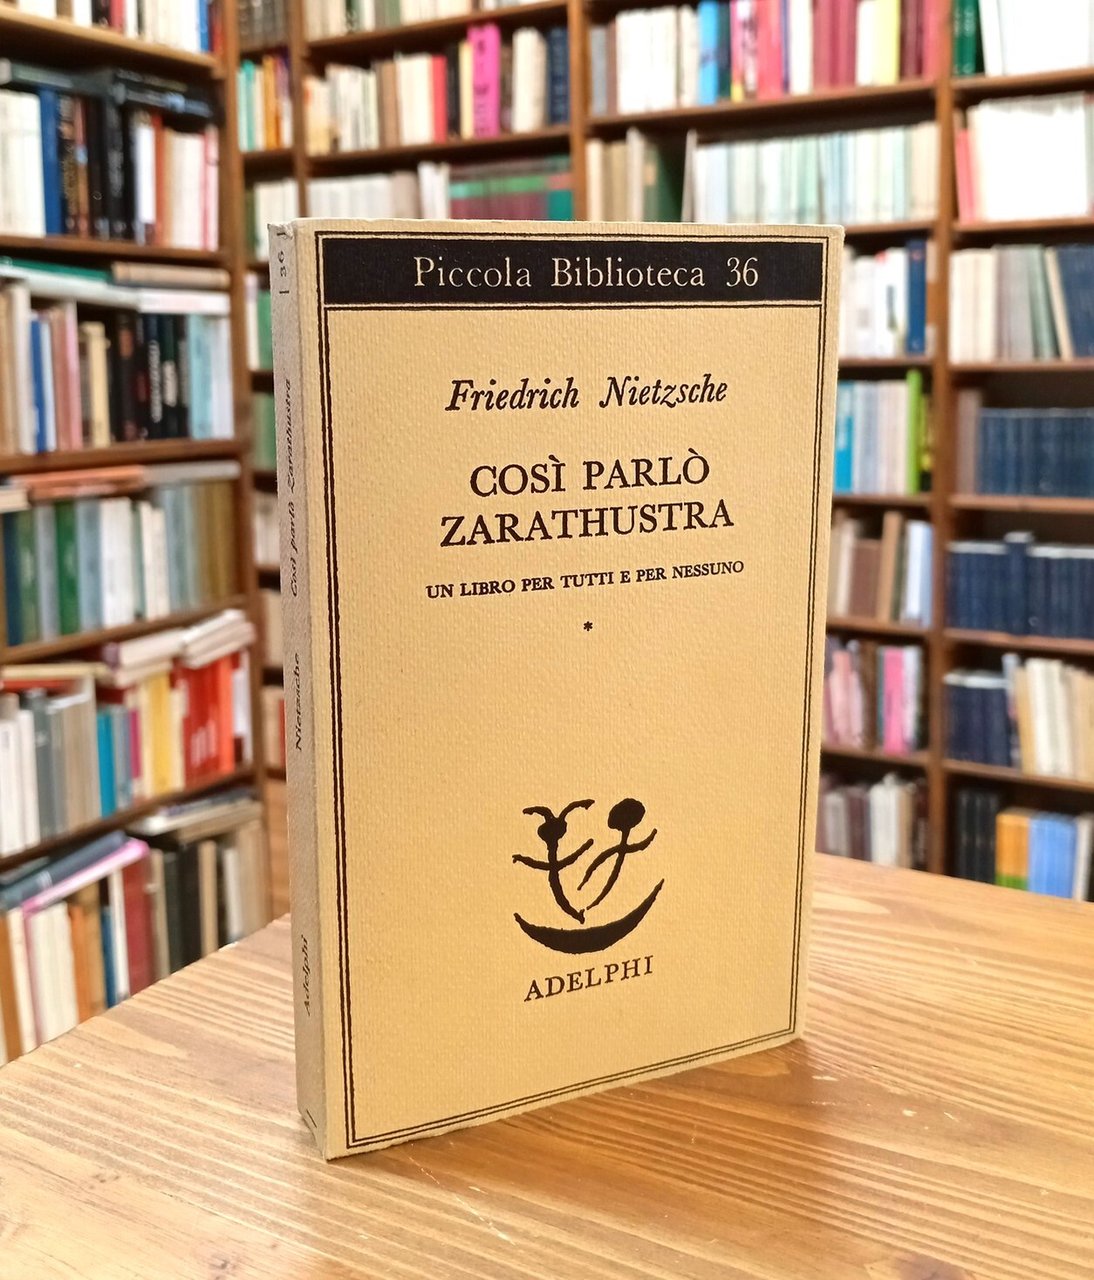 Piccola Biblioteca 36
Friedrich Nietzsche
COSÌ PARLÒ
ZARATHUSTRA
UN LIBRO PER TUTTI E PER NESSUNO
*
ADELPHI
| 36 |
Nietzsche Così parlò Zarathustra
Adelphi